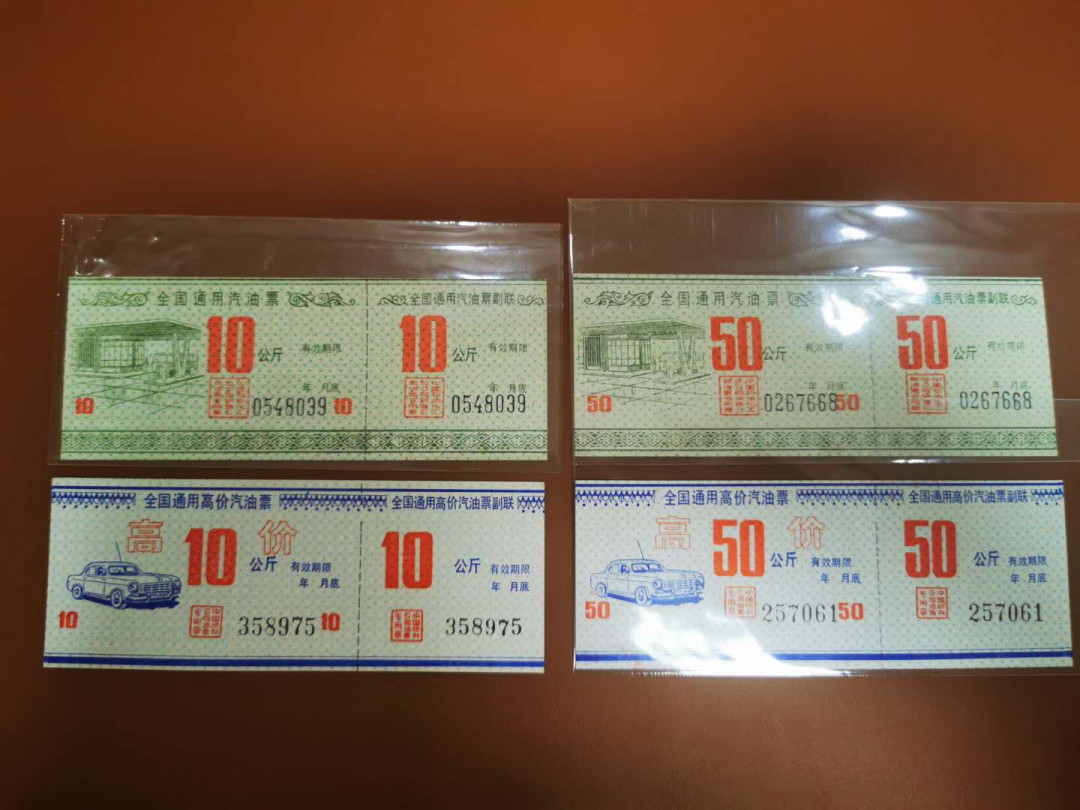 全国通用汽油票
全国通用汽油票副联
10 公斤 有效期限
10 公斤 有效期限
年 月底
年 月底
10
0548039 10
0548039
全国通用汽油票
通用汽油票副联
50 公斤 有效期限
50 公斤 有效期限
年 月底
年 月底
50
0267668 50
0267668
全国通用高价汽油票
全国通用高价汽油票副联
高价
10 公斤 有效期限
10 公斤 有效期限
年 月底
年 月底
10
358975 10
358975
全国通用高价汽油票
全国通用高价汽油票副联
高价
50 公斤 有效期限
50 公斤 有效期限
年 月底
年 月底
50
257061 50
257061